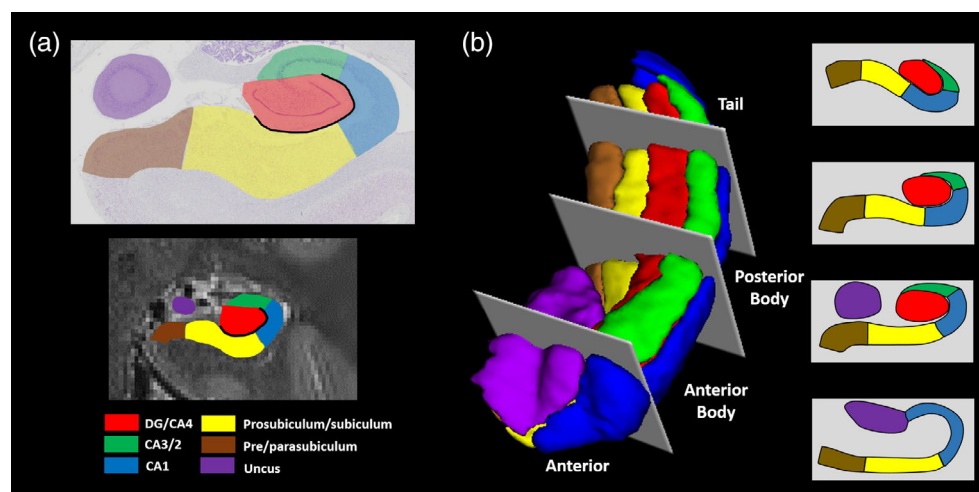 (a)
DG/CA4
Prosubiculum/subiculum
CA3/2
Pre/parasubiculum
CA1
Uncus
(b)
Tail
Posterior
Body
Anterior
Body
Anterior